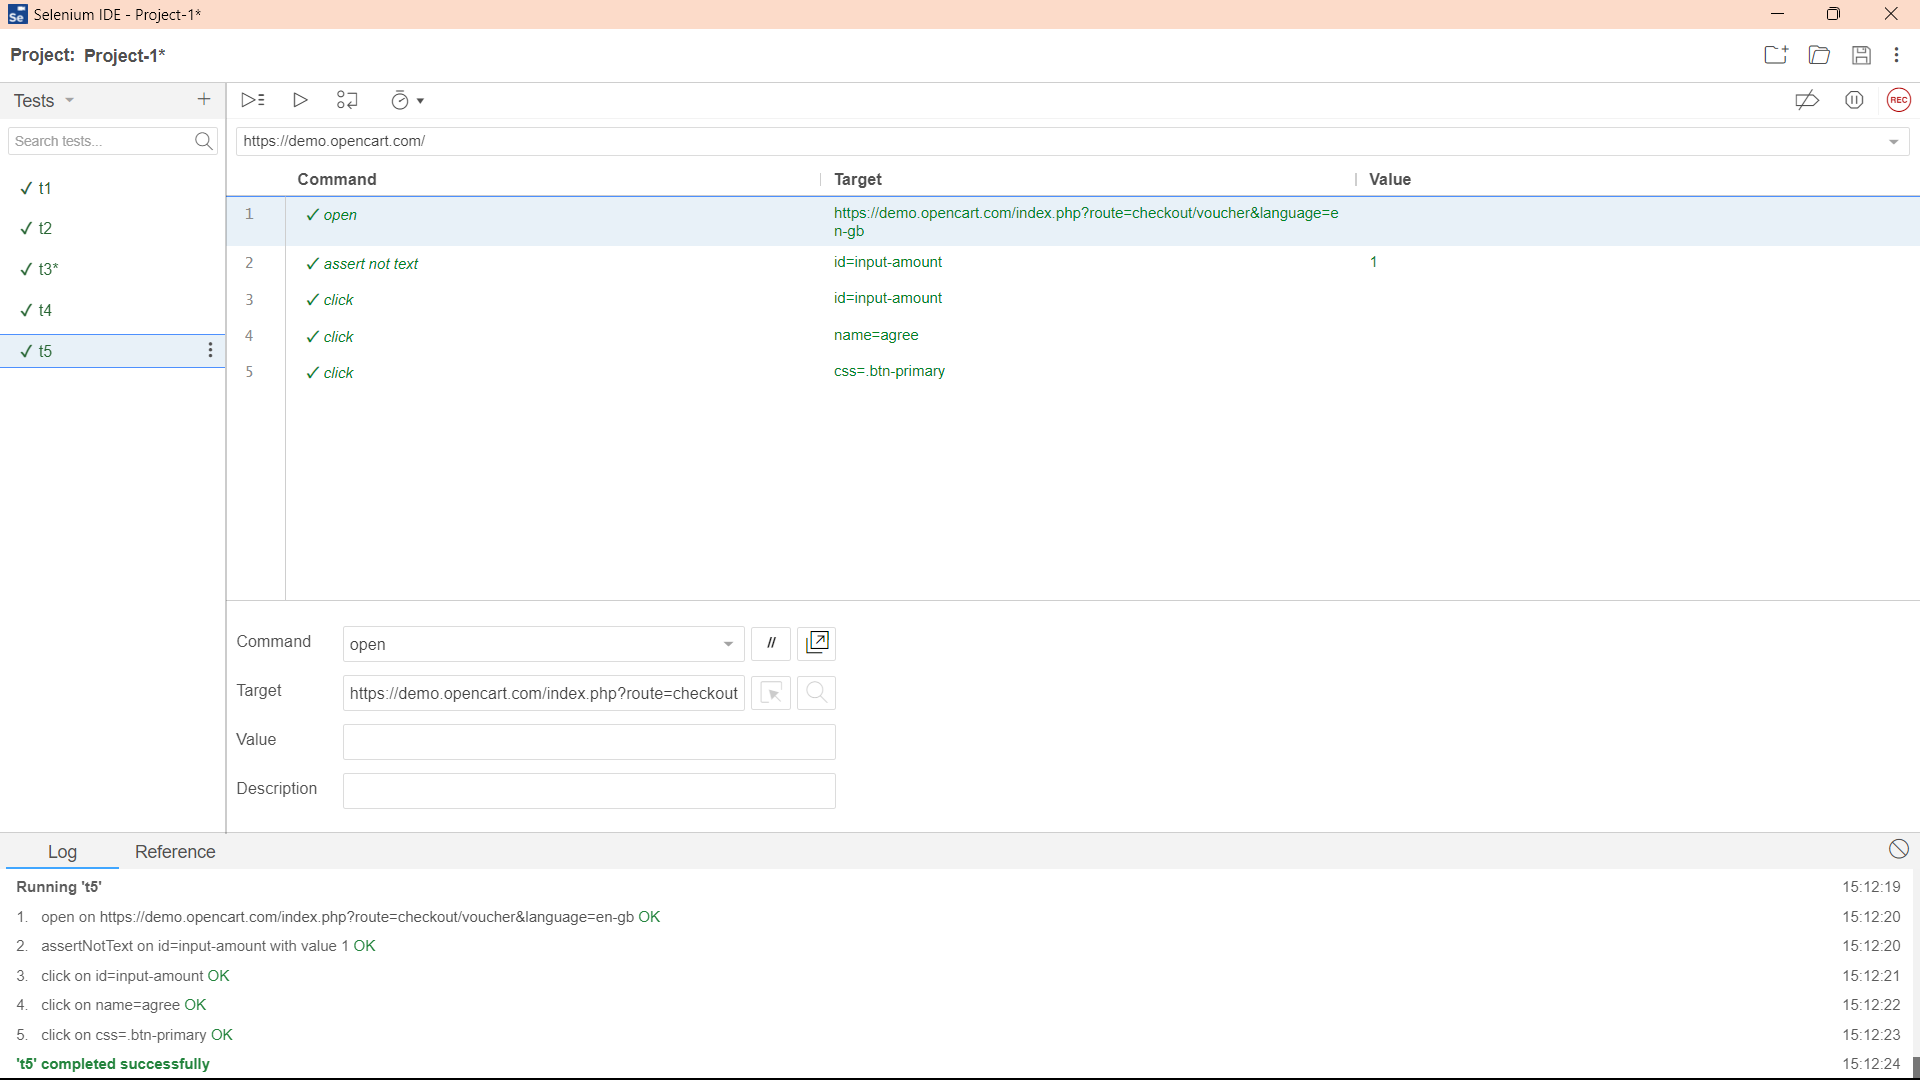 Se Selenium IDE - Project-1*
Project: Project-1*
Tests
Search tests...
✓ t1
✓ t2
✓ t3*
✓ t4
✓ t5
REC
https://demo.opencart.com/
Command Target Value
1 ✓ open https://demo.opencart.com/index.php?route=checkout/voucher&language=e
n-gb
2 ✓ assert not text id=input-amount 1
3 ✓ click id=input-amount
4 ✓ click name=agree
5 ✓ click css=.btn-primary
Command open //
Target https://demo.opencart.com/index.php?route=checkout
Value
Description
Log Reference
Running 't5' 15:12:19
1. open on https://demo.opencart.com/index.php?route=checkout/voucher&language=en-gb OK 15:12:20
2. assertNotText on id=input-amount with value 1 OK 15:12:20
3. click on id=input-amount OK 15:12:21
4. click on name=agree OK 15:12:22
5. click on css=.btn-primary OK 15:12:23
't5' completed successfully 15:12:24